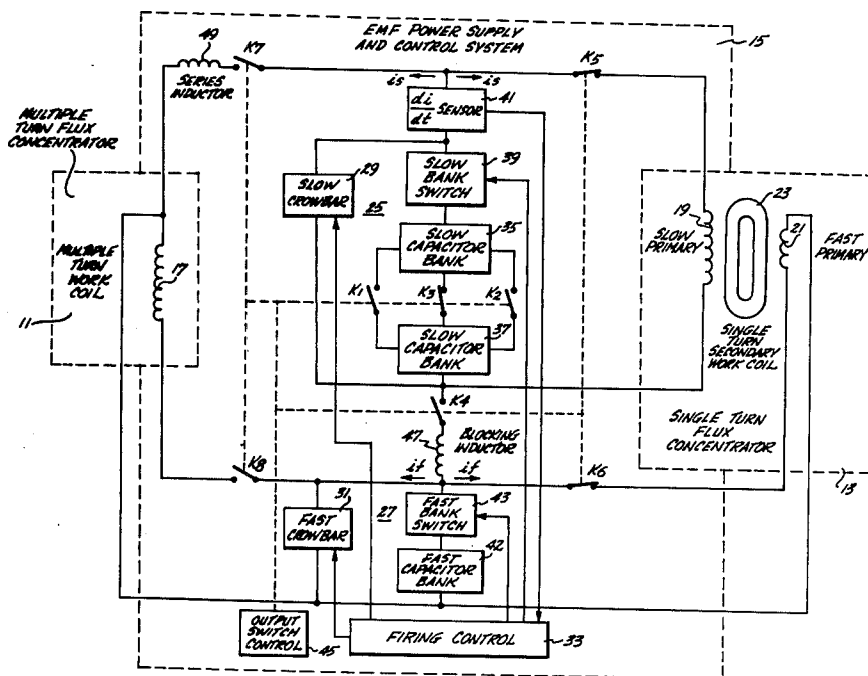 EMF POWER SUPPLY
AND CONTROL SYSTEM
15
49
K7
K5
SERIES
INDUCTOR
is
is
di
dt
SENSOR
41
MULTIPLE
TURN FLUX
CONCENTRATOR
29
SLOW
CROWBAR
25
SLOW
BANK
SWITCH
39
SLOW
CAPACITOR
BANK
35
19
SLOW
PRIMARY
23
21
FAST
PRIMARY
MULTIPLE
TURN
WORK
COIL
17
11
K1
K3
K2
SLOW
CAPACITOR
BANK
37
SINGLE
TURN
SECONDARY
WORK COIL
K4
47
BLOCKING
INDUCTOR
SINGLE TURN
FLUX
CONCENTRATOR
13
K8
if
if
K6
31
FAST
CROWBAR
27
FAST
BANK
SWITCH
43
FAST
CAPACITOR
BANK
42
OUTPUT
SWITCH
CONTROL
45
FIRING CONTROL
33